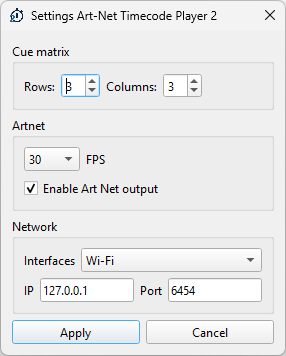 Settings Art-Net Timecode Player 2
Cue matrix
Rows: 3 Columns: 3
Artnet
30 FPS
Enable Art Net output
Network
Interfaces Wi-Fi
IP 127.0.0.1 Port 6454
Apply Cancel